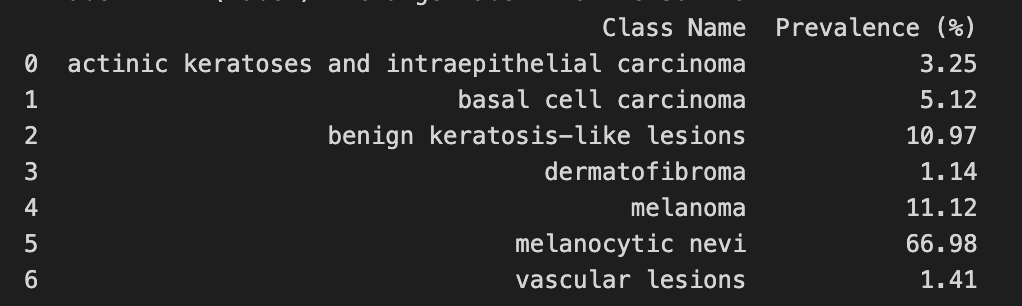 Class Name Prevalence (%)
0 actinic keratoses and intraepithelial carcinoma 3.25
1 basal cell carcinoma 5.12
2 benign keratosis-like lesions 10.97
3 dermatofibroma 1.14
4 melanoma 11.12
5 melanocytic nevi 66.98
6 vascular lesions 1.41